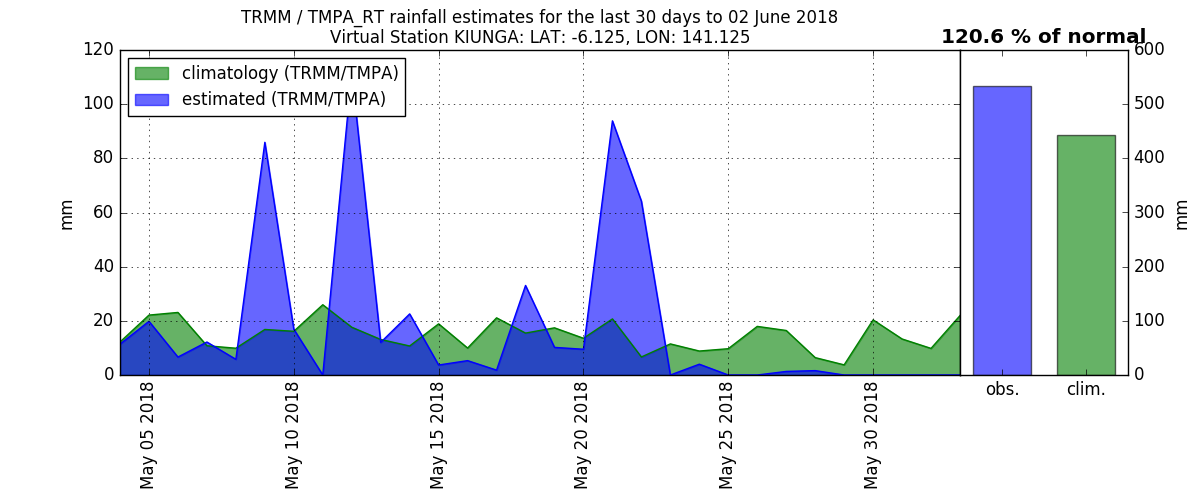 TRMM / TMPA_RT rainfall estimates for the last 30 days to 02 June 2018
Virtual Station KIUNGA: LAT: -6.125, LON: 141.125
120.6 % of normal
climatology (TRMM/TMPA)
estimated (TRMM/TMPA)
120
100
80
60
40
20
0
mm
May 05 2018
May 10 2018
May 15 2018
May 20 2018
May 25 2018
May 30 2018
600
500
400
300
200
100
0
mm
obs.
clim.